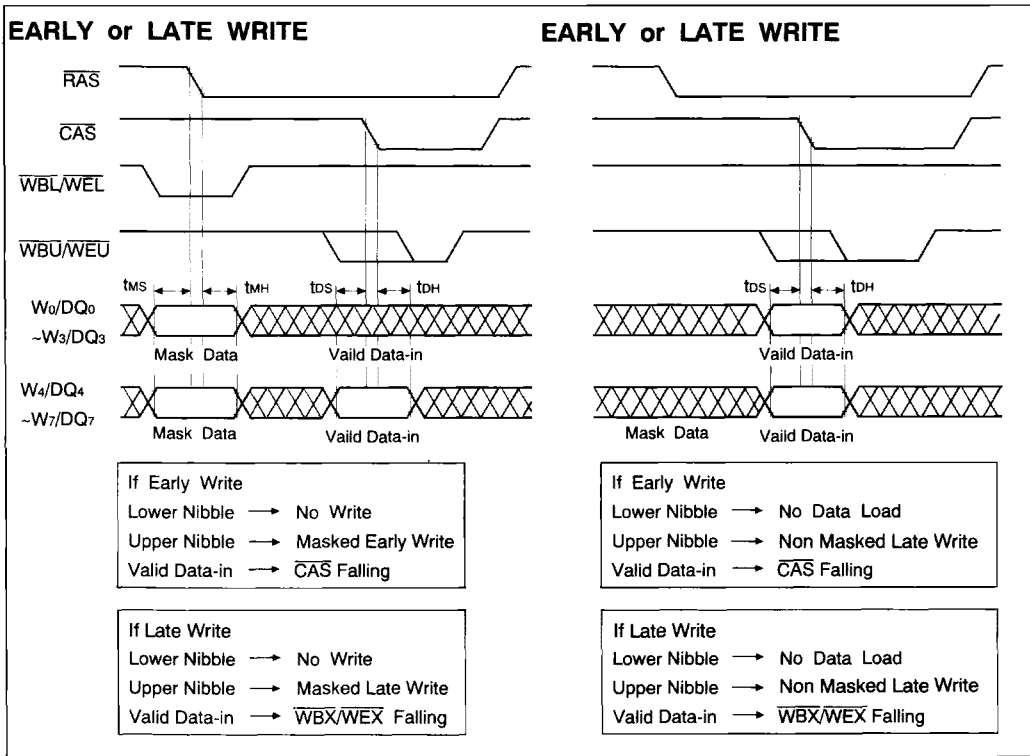 EARLY or LATE WRITE
RAS
CAS
WBL/WEL
WBU/WEU
tMS
tMH
tDS
tDH
W0/DQ0
~W3/DQ3
Mask Data
Vaild Data-in
W4/DQ4
~W7/DQ7
Mask Data
Vaild Data-in
If Early Write
Lower Nibble → No Write
Upper Nibble → Masked Early Write
Valid Data-in → CAS Falling
If Late Write
Lower Nibble → No Write
Upper Nibble → Masked Late Write
Valid Data-in → WBX/WEX Falling
EARLY or LATE WRITE
tDS
tDH
Vaild Data-in
Mask Data
Vaild Data-in
If Early Write
Lower Nibble → No Data Load
Upper Nibble → Non Masked Late Write
Valid Data-in → CAS Falling
If Late Write
Lower Nibble → No Data Load
Upper Nibble → Non Masked Late Write
Valid Data-in → WBX/WEX Falling